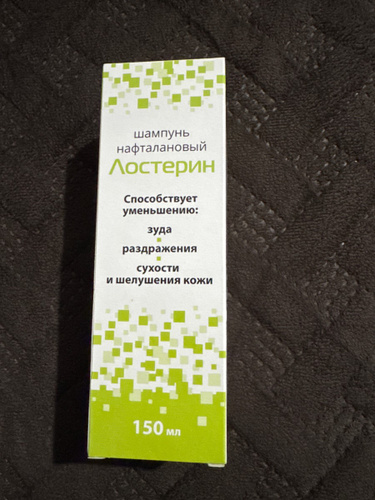 шампунь
нафталановый
Лостерин
Способствует
уменьшению:
зуда
раздражения
сухости
и шелушения кожи
150 мл